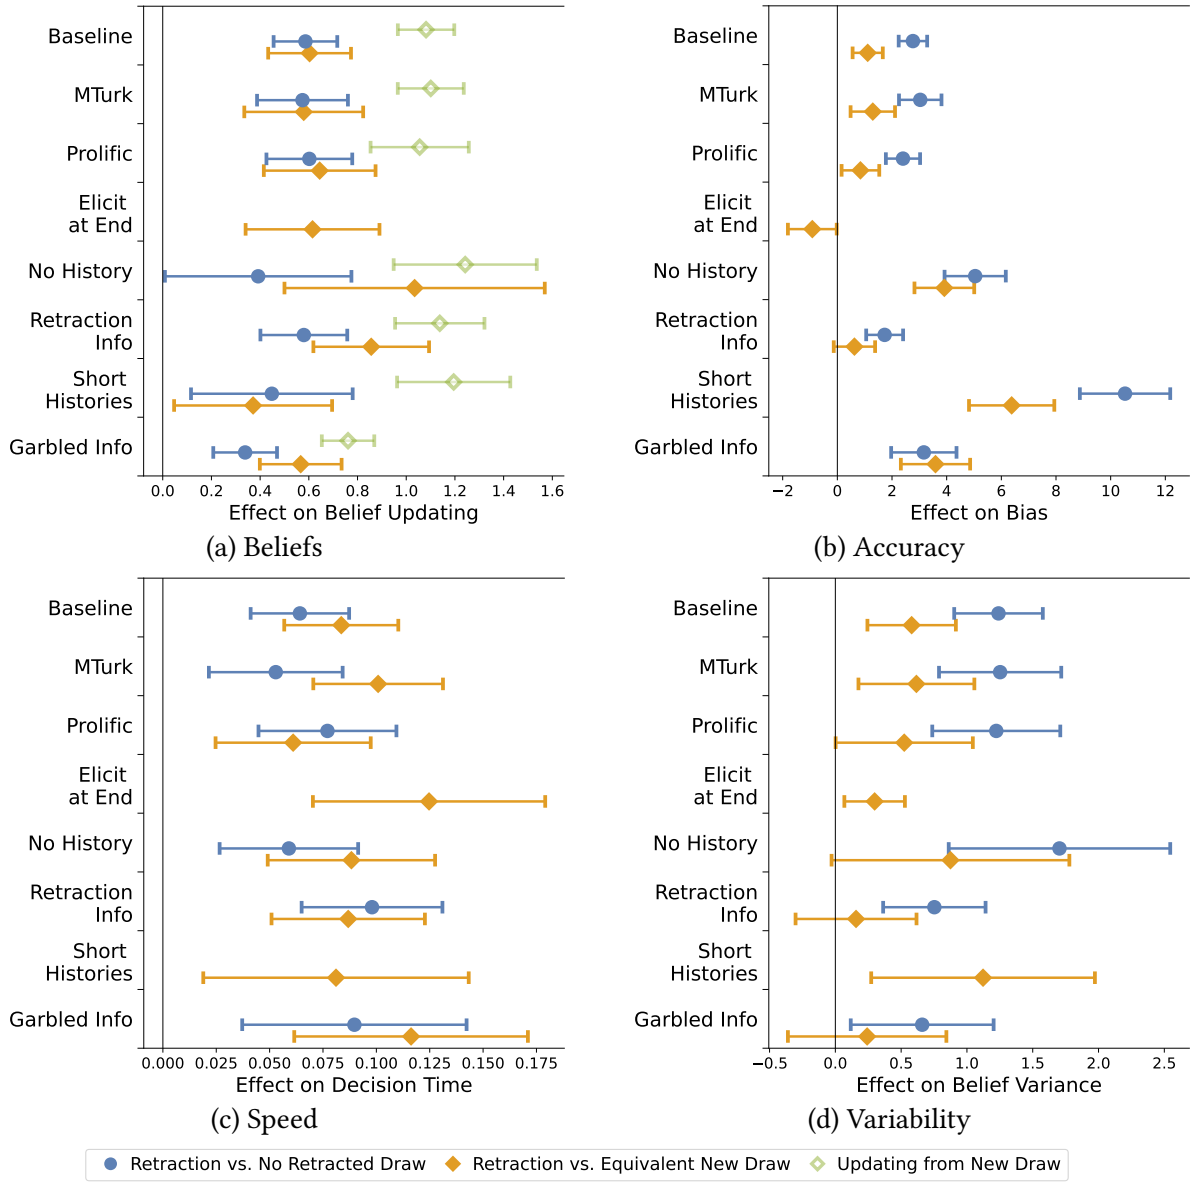 Baseline
MTurk
Prolific
Elicit
at End
No History
Retraction
Info
Short
Histories
Garbled Info
0.0 0.2 0.4 0.6 0.8 1.0 1.2 1.4 1.6
Effect on Belief Updating
(a) Beliefs
Baseline
MTurk
Prolific
Elicit
at End
No History
Retraction
Info
Short
Histories
Garbled Info
−2 0 2 4 6 8 10 12
Effect on Bias
(b) Accuracy
Baseline
MTurk
Prolific
Elicit
at End
No History
Retraction
Info
Short
Histories
Garbled Info
0.000 0.025 0.050 0.075 0.100 0.125 0.150 0.175
Effect on Decision Time
(c) Speed
Baseline
MTurk
Prolific
Elicit
at End
No History
Retraction
Info
Short
Histories
Garbled Info
−0.5 0.0 0.5 1.0 1.5 2.0 2.5
Effect on Belief Variance
(d) Variability
Retraction vs. No Retracted Draw Retraction vs. Equivalent New Draw Updating from New Draw